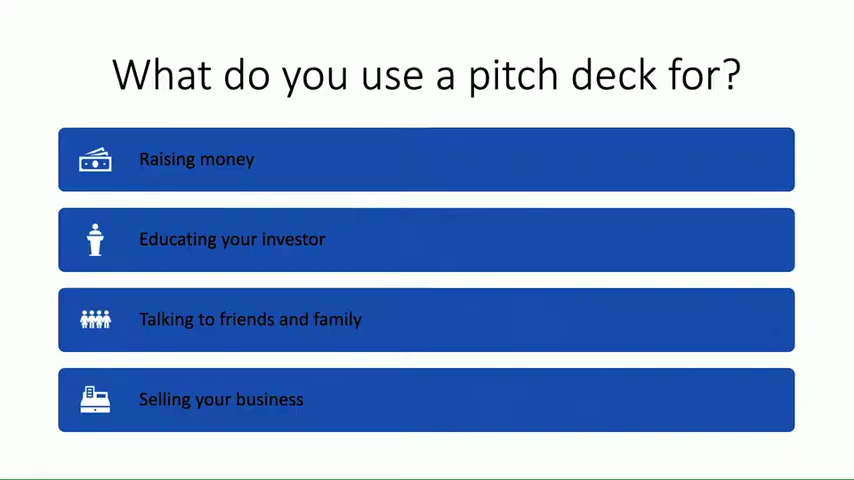 What do you use a pitch deck for?
Raising money
Educating your investor
Talking to friends and family
Selling your business